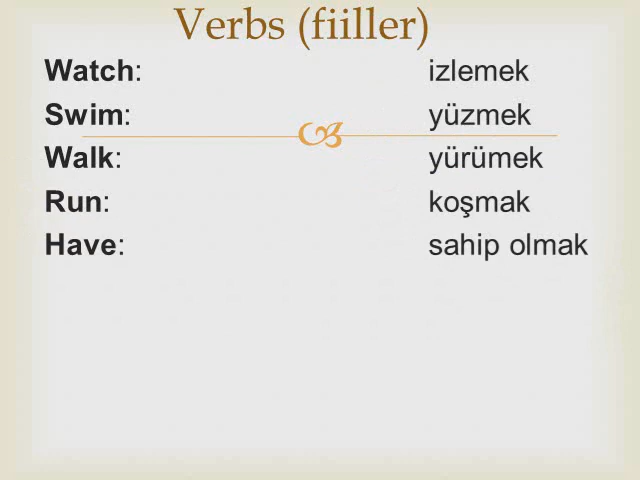 Verbs (fiiller)
Watch: izlemek
Swim: yüzmek
Walk: yürümek
Run: koşmak
Have: sahip olmak